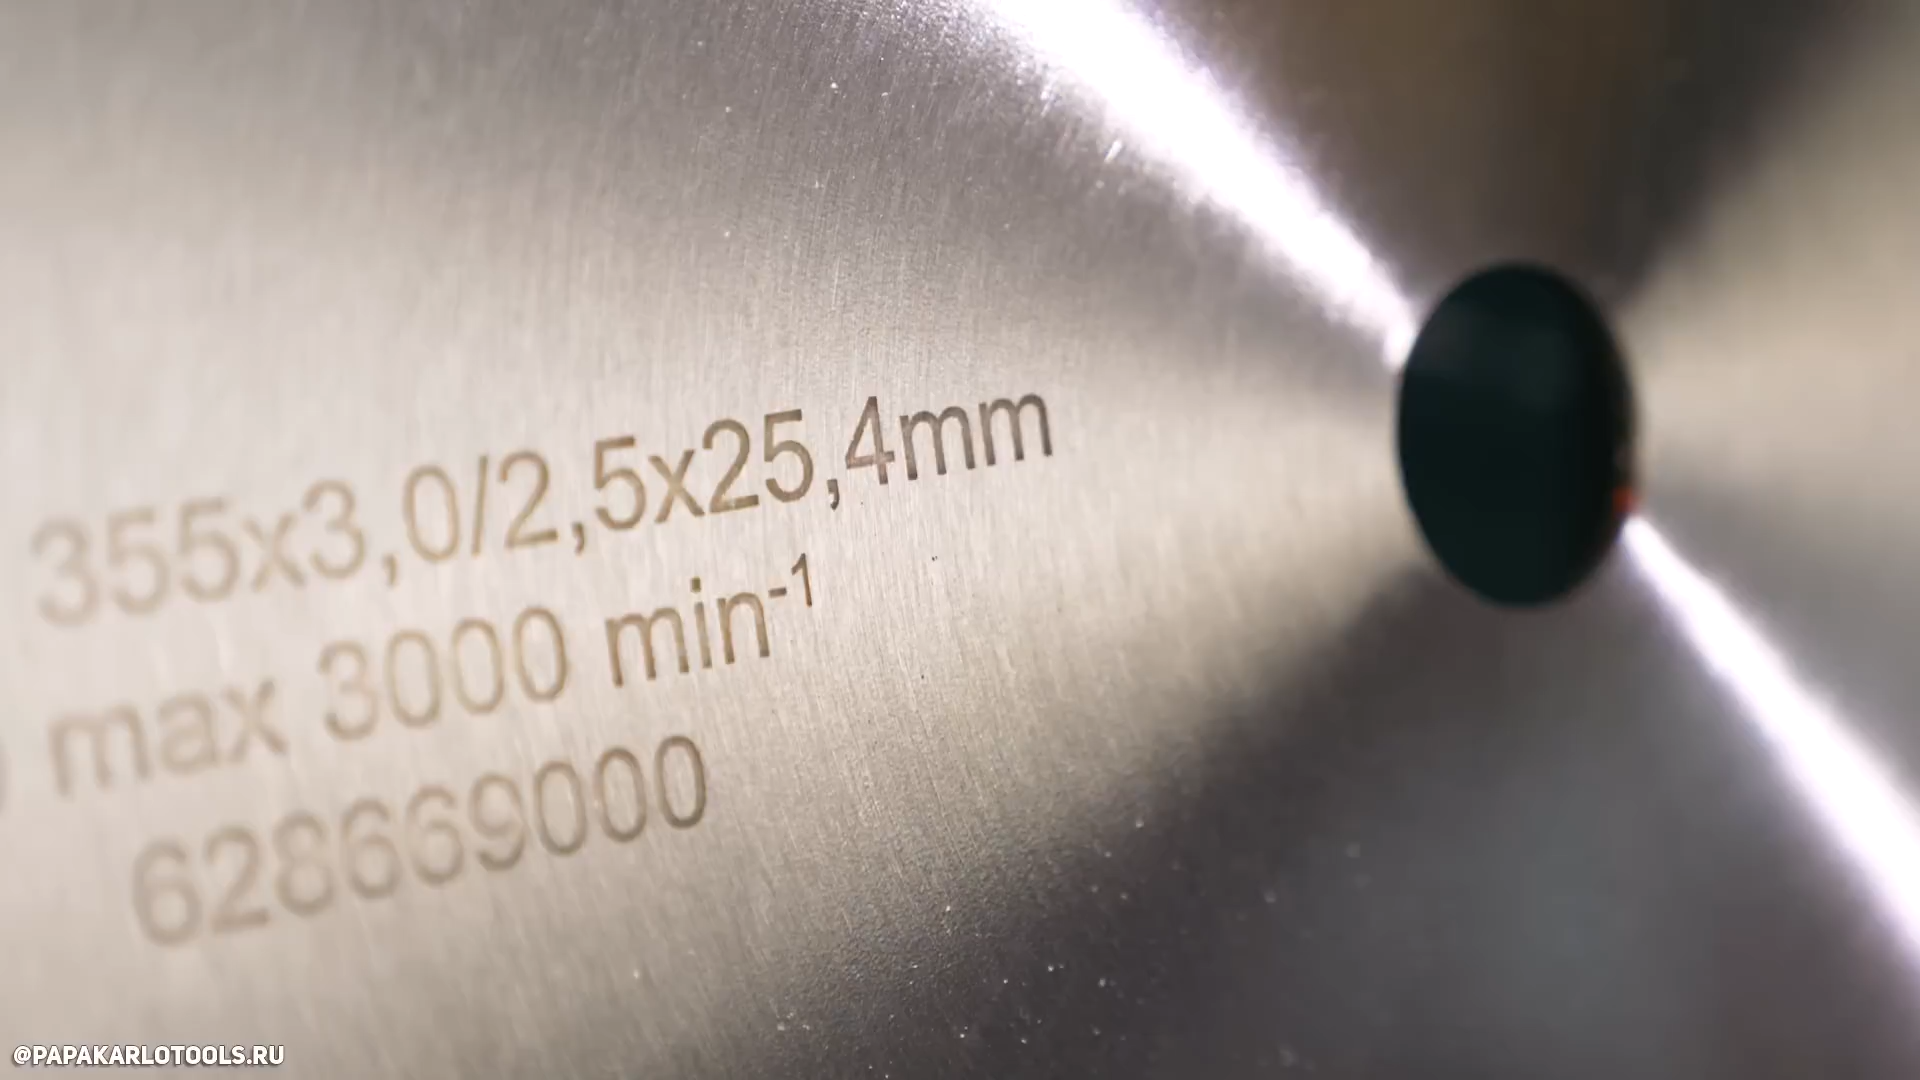 355x3,0/2,5x25,4mm
max 3000 min⁻¹
628669000
@PAPAKARLOTOOLS.RU